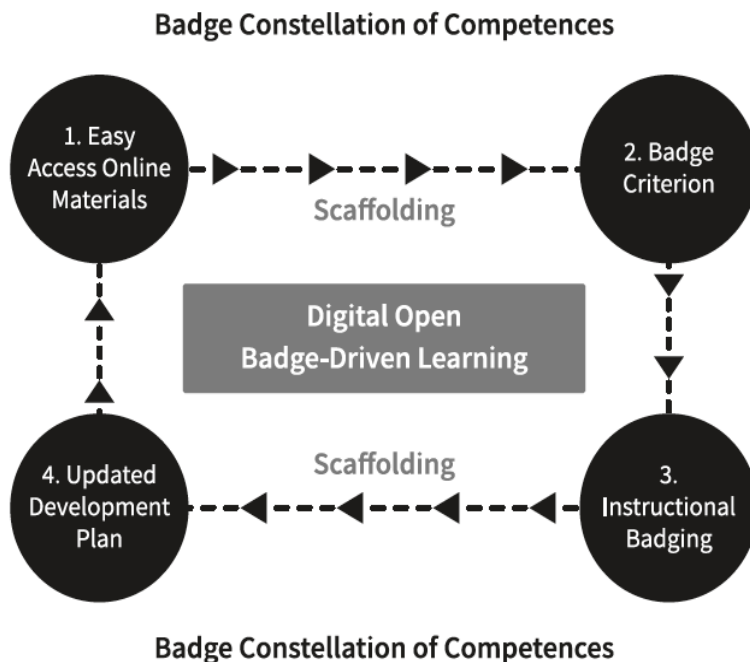 Badge Constellation of Competences
1. Easy
Access Online
Materials
2. Badge
Criterion
Scaffolding
Digital Open
Badge-Driven Learning
4. Updated
Development
Plan
Scaffolding
3.
Instructional
Badging
Badge Constellation of Competences